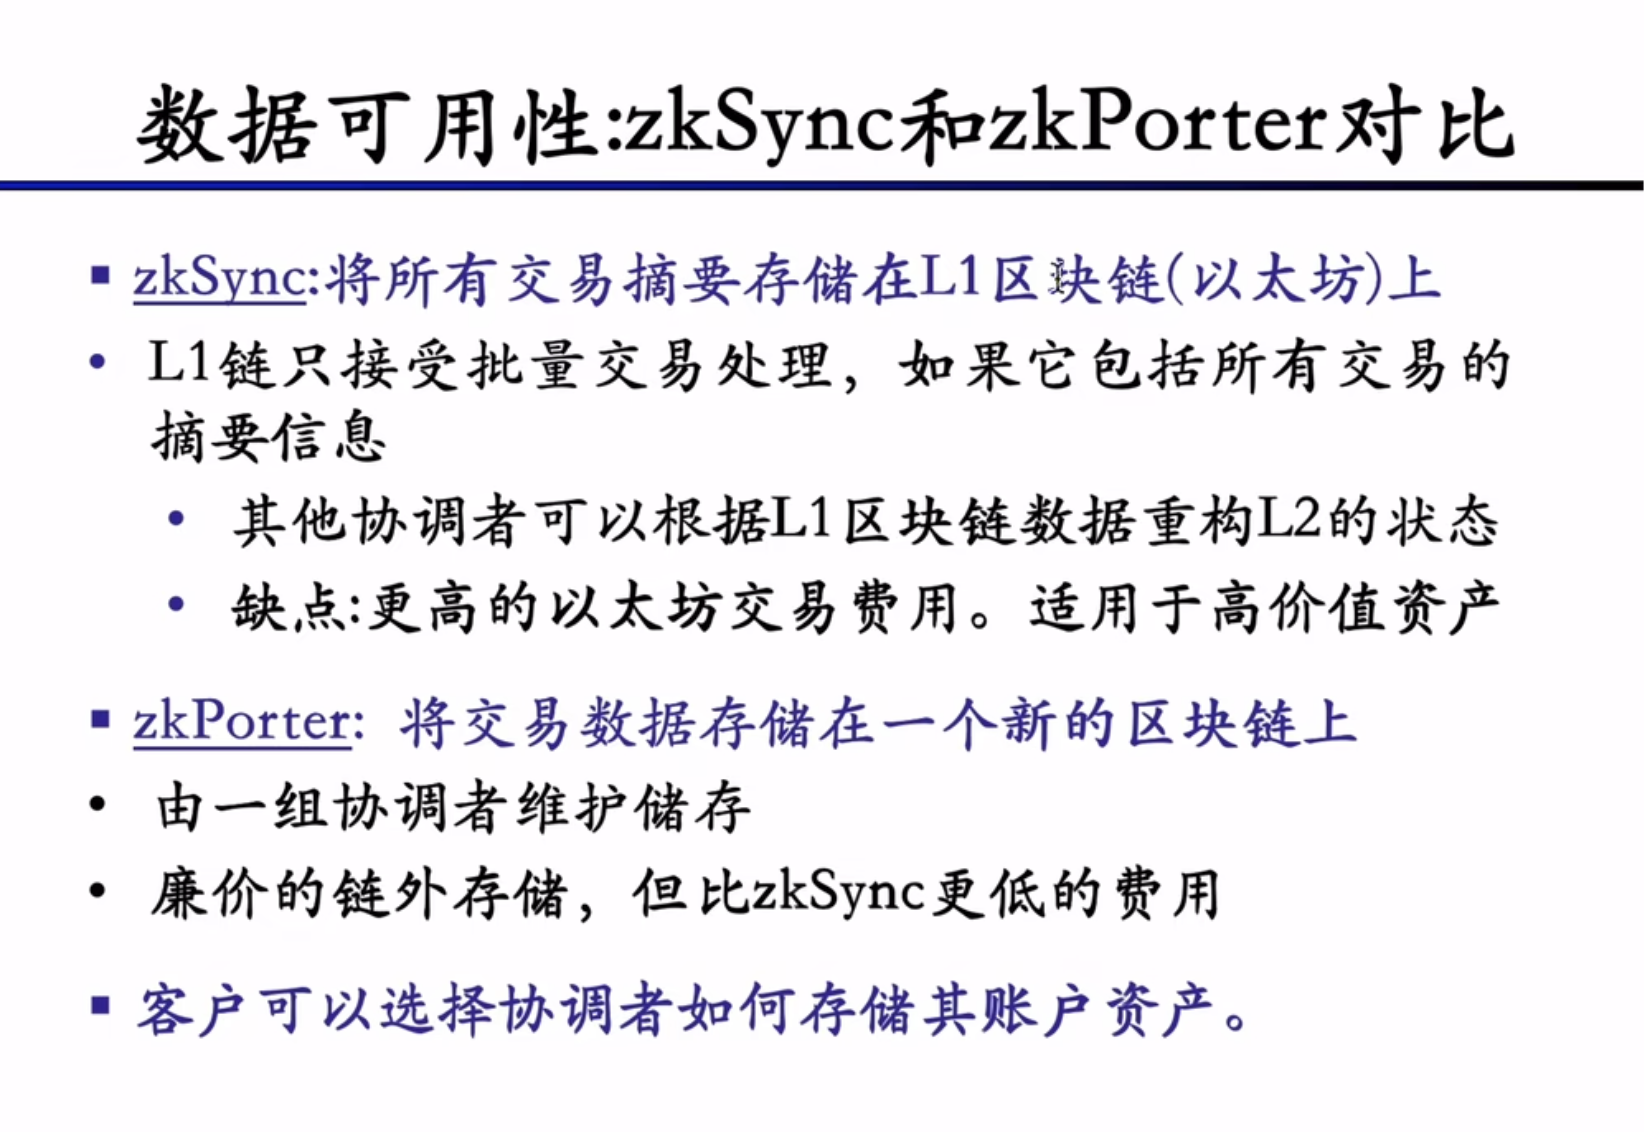 数据可用性:zkSync和zkPorter对比
▪ zkSync:将所有交易摘要存储在L1区块链(以太坊)上
• L1链只接受批量交易处理，如果它包括所有交易的
摘要信息
• 其他协调者可以根据L1区块链数据重构L2的状态
• 缺点:更高的以太坊交易费用。适用于高价值资产
▪ zkPorter: 将交易数据存储在一个新的区块链上
• 由一组协调者维护储存
• 廉价的链外存储，但比zkSync更低的费用
▪ 客户可以选择协调者如何存储其账户资产。